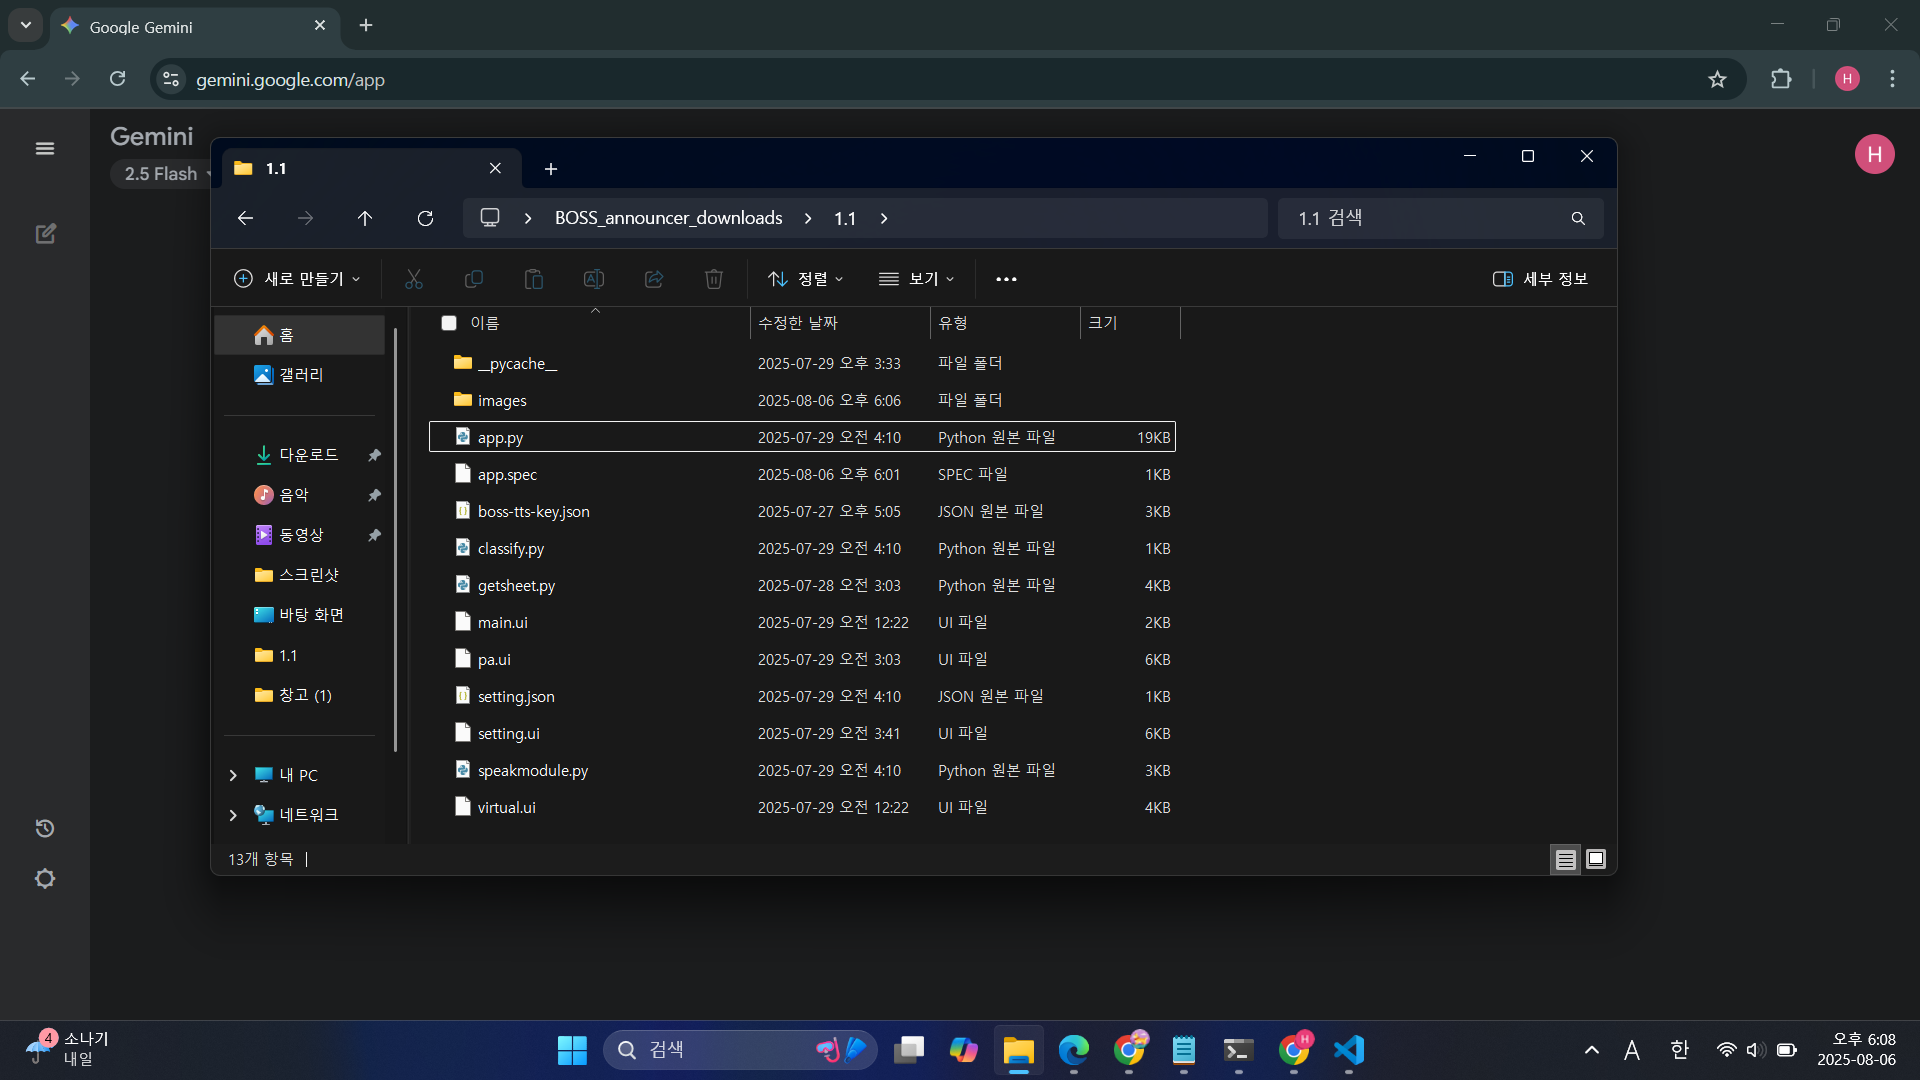 Google Gemini
gemini.google.com/app
H
Gemini
2.5 Flash
H
1.1
BOSS_announcer_downloads
1.1
1.1 검색
새로 만들기
정렬
보기
세부 정보
이름
수정한 날짜
유형
크기
홈
갤러리
다운로드
음악
동영상
스크린샷
바탕 화면
1.1
창고 (1)
내 PC
네트워크
__pycache__ 2025-07-29 오후 3:33 파일 폴더
images 2025-08-06 오후 6:06 파일 폴더
app.py 2025-07-29 오전 4:10 Python 원본 파일 19KB
app.spec 2025-08-06 오후 6:01 SPEC 파일 1KB
boss-tts-key.json 2025-07-27 오후 5:05 JSON 원본 파일 3KB
classify.py 2025-07-29 오전 4:10 Python 원본 파일 1KB
getsheet.py 2025-07-28 오전 3:03 Python 원본 파일 4KB
main.ui 2025-07-29 오전 12:22 UI 파일 2KB
pa.ui 2025-07-29 오전 3:03 UI 파일 6KB
setting.json 2025-07-29 오전 4:10 JSON 원본 파일 1KB
setting.ui 2025-07-29 오전 3:41 UI 파일 6KB
speakmodule.py 2025-07-29 오전 4:10 Python 원본 파일 3KB
virtual.ui 2025-07-29 오전 12:22 UI 파일 4KB
13개 항목
4
소나기
내일
검색
H
A
한
오후 6:08
2025-08-06